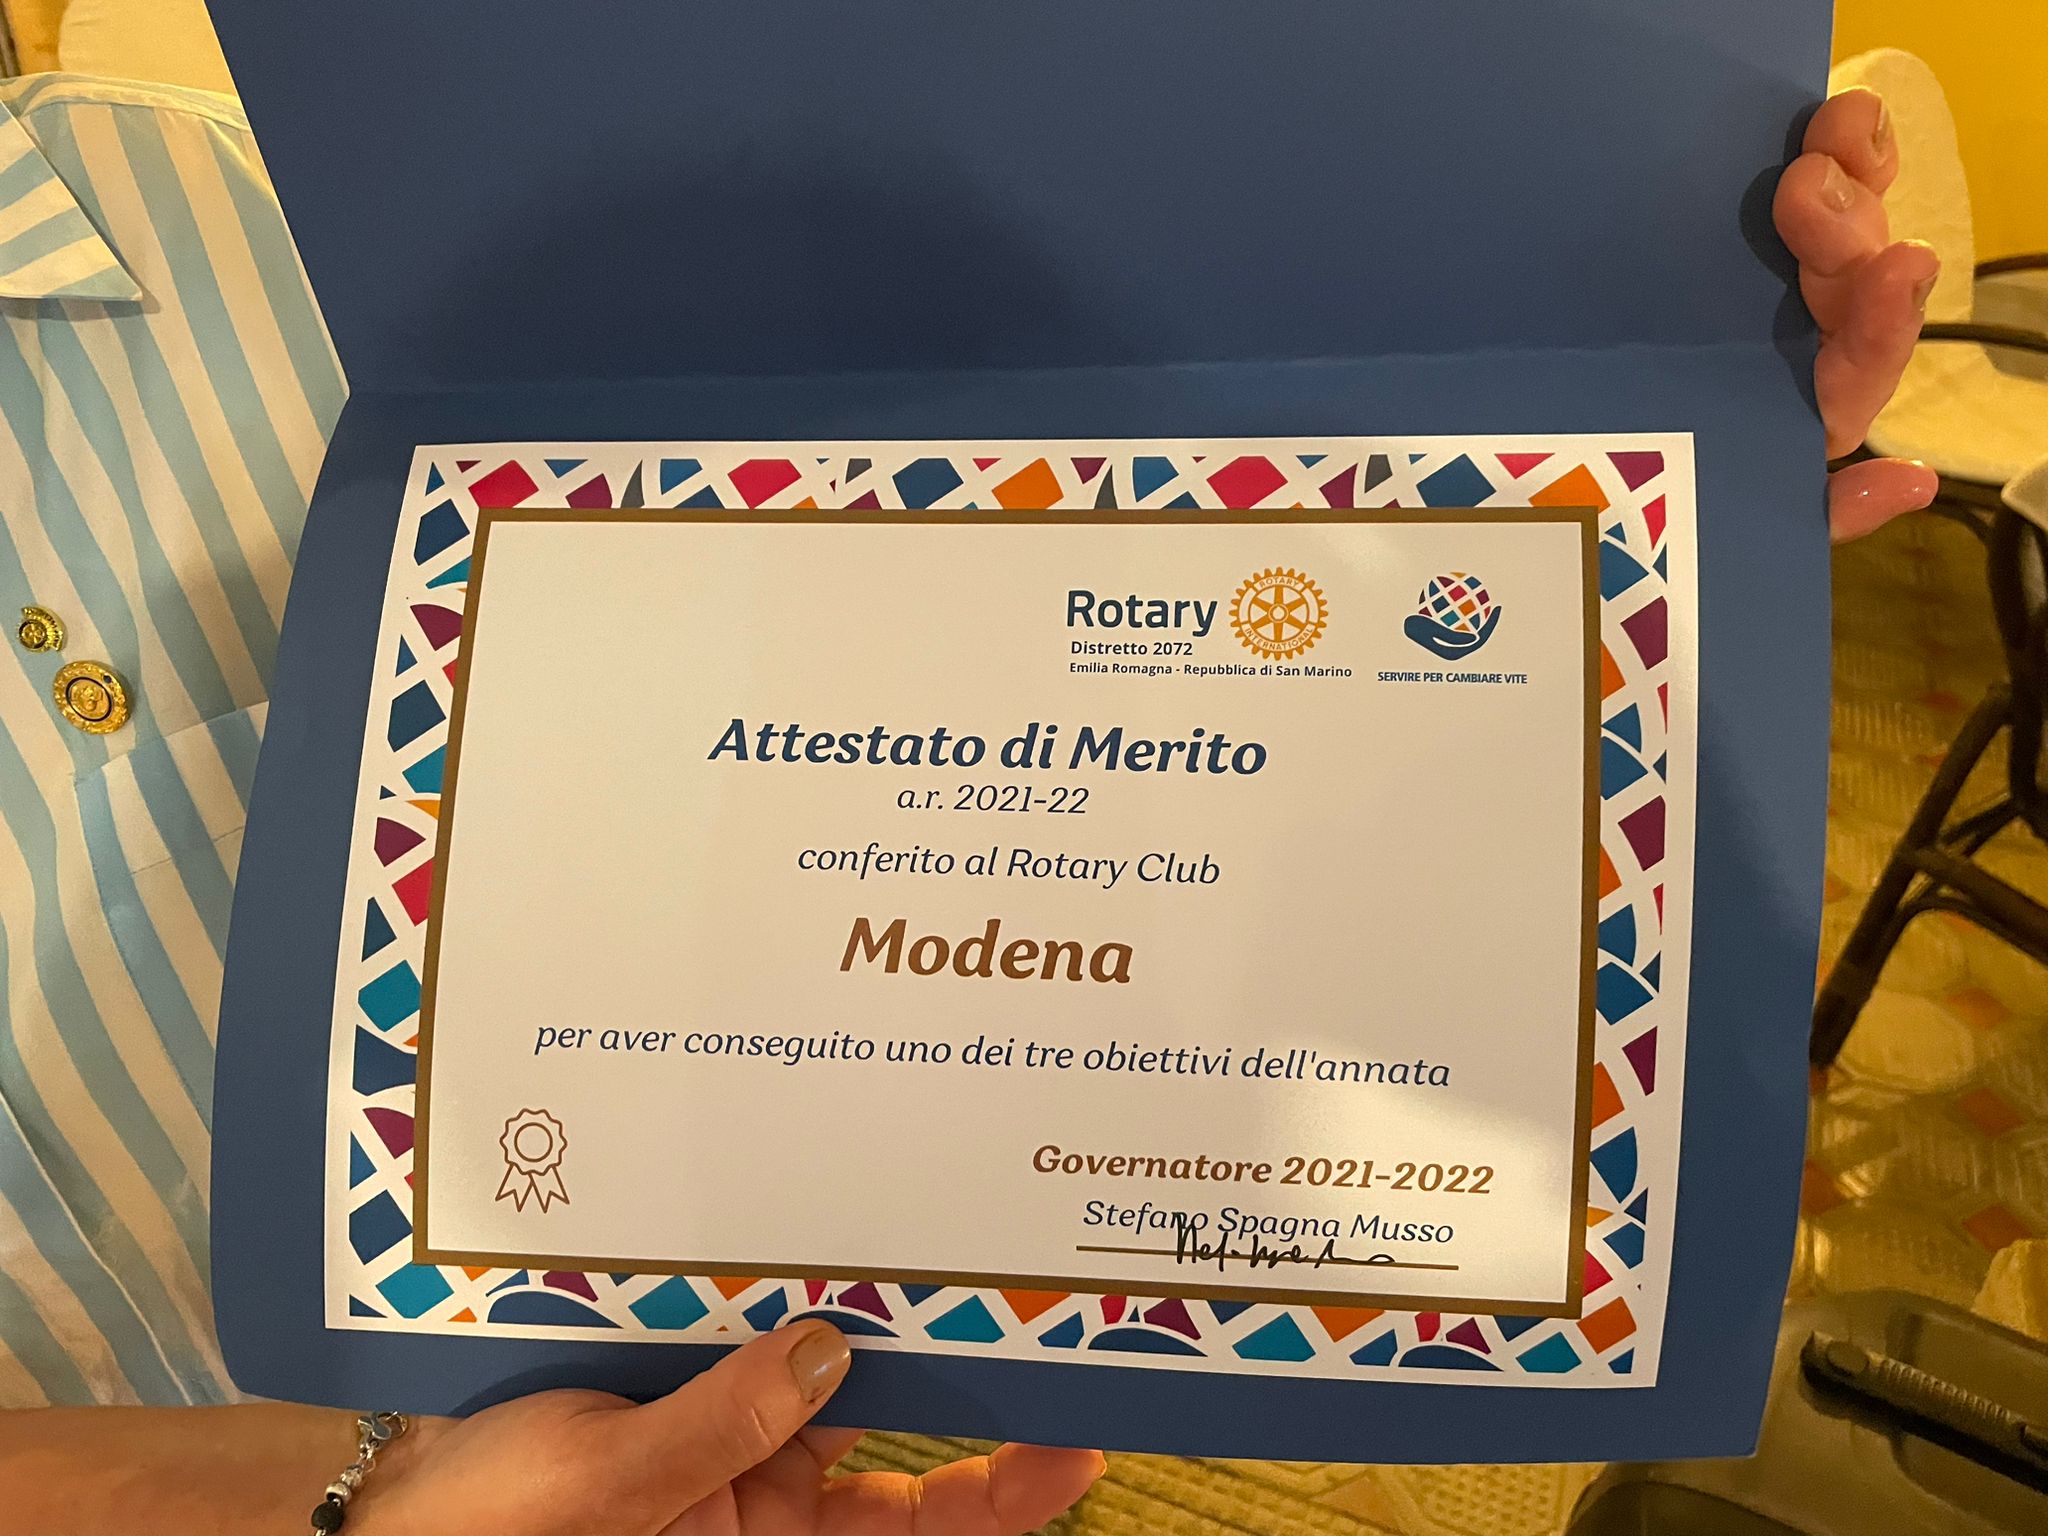 Rotary
ROTARY
INTERNATIONAL
Distretto 2072
Emilia Romagna - Repubblica di San Marino
SERVIRE PER CAMBIARE VITE
Attestato di Merito
a.r. 2021-22
conferito al Rotary Club
Modena
per aver conseguito uno dei tre obiettivi dell'annata
Governatore 2021-2022
Stefano Spagna Musso